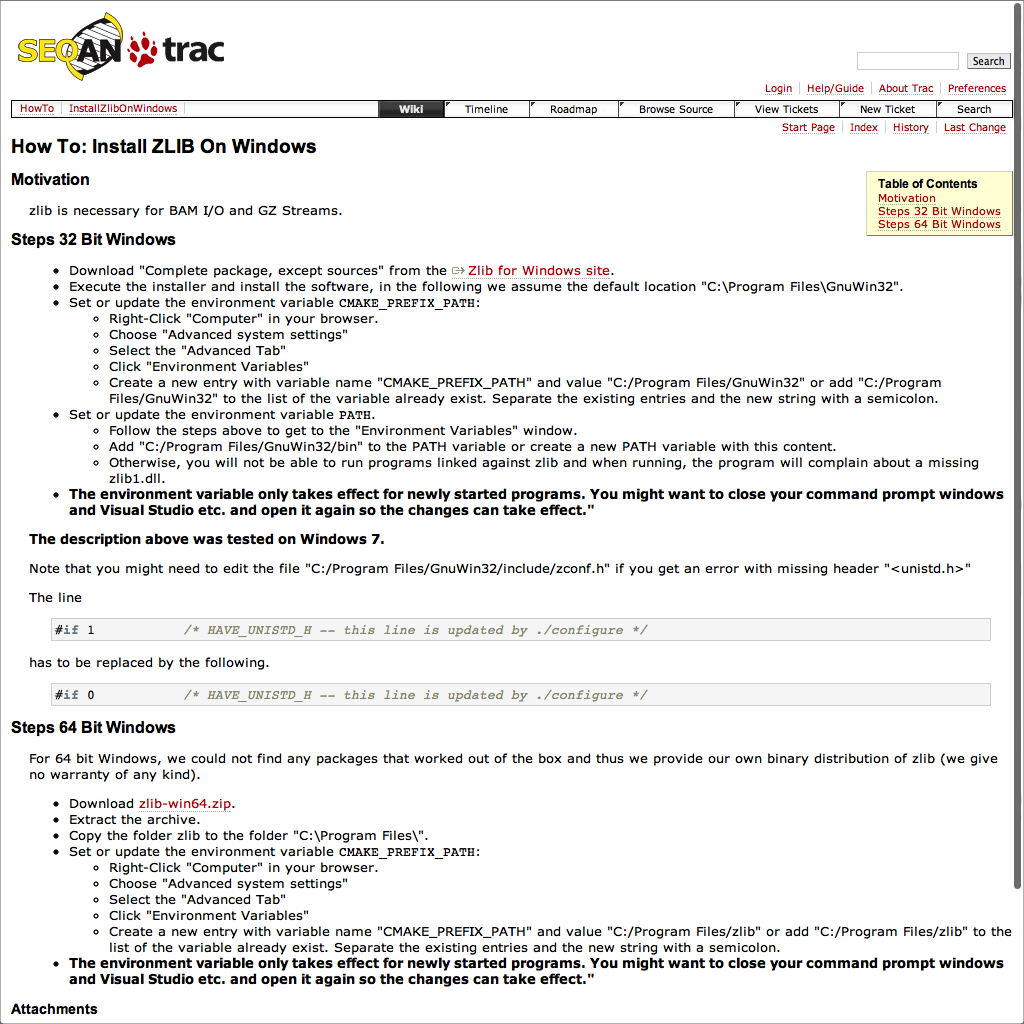 SEQAN trac
Search
Login Help/Guide About Trac Preferences
HowTo InstallZlibOnWindows Wiki Timeline Roadmap Browse Source View Tickets New Ticket Search
Start Page Index History Last Change
How To: Install ZLIB On Windows
Motivation
Table of Contents
Motivation
Steps 32 Bit Windows
Steps 64 Bit Windows
zlib is necessary for BAM I/O and GZ Streams.
Steps 32 Bit Windows
• Download "Complete package, except sources" from the Zlib for Windows site.
• Execute the installer and install the software, in the following we assume the default location "C:\Program Files\GnuWin32".
• Set or update the environment variable CMAKE_PREFIX_PATH:
◦ Right-Click "Computer" in your browser.
◦ Choose "Advanced system settings"
◦ Select the "Advanced Tab"
◦ Click "Environment Variables"
◦ Create a new entry with variable name "CMAKE_PREFIX_PATH" and value "C:/Program Files/GnuWin32" or add "C:/Program
Files/GnuWin32" to the list of the variable already exist. Separate the existing entries and the new string with a semicolon.
• Set or update the environment variable PATH.
◦ Follow the steps above to get to the "Environment Variables" window.
◦ Add "C:/Program Files/GnuWin32/bin" to the PATH variable or create a new PATH variable with this content.
◦ Otherwise, you will not be able to run programs linked against zlib and when running, the program will complain about a missing
zlib1.dll.
• The environment variable only takes effect for newly started programs. You might want to close your command prompt windows
and Visual Studio etc. and open it again so the changes can take effect."
The description above was tested on Windows 7.
Note that you might need to edit the file "C:/Program Files/GnuWin32/include/zconf.h" if you get an error with missing header "<unistd.h>"
The line
#if 1 /* HAVE_UNISTD_H -- this line is updated by ./configure */
has to be replaced by the following.
#if 0 /* HAVE_UNISTD_H -- this line is updated by ./configure */
Steps 64 Bit Windows
For 64 bit Windows, we could not find any packages that worked out of the box and thus we provide our own binary distribution of zlib (we give
no warranty of any kind).
• Download zlib-win64.zip.
• Extract the archive.
• Copy the folder zlib to the folder "C:\Program Files\".
• Set or update the environment variable CMAKE_PREFIX_PATH:
◦ Right-Click "Computer" in your browser.
◦ Choose "Advanced system settings"
◦ Select the "Advanced Tab"
◦ Click "Environment Variables"
◦ Create a new entry with variable name "CMAKE_PREFIX_PATH" and value "C:/Program Files/zlib" or add "C:/Program Files/zlib" to the
list of the variable already exist. Separate the existing entries and the new string with a semicolon.
• The environment variable only takes effect for newly started programs. You might want to close your command prompt windows
and Visual Studio etc. and open it again so the changes can take effect."
Attachments